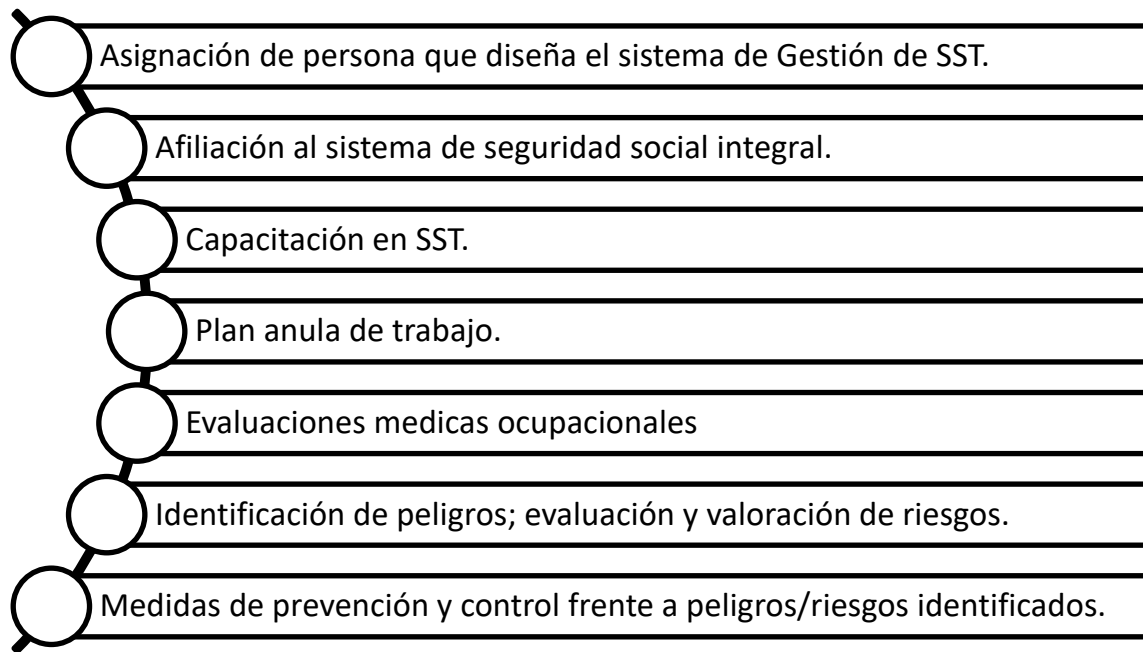 Asignación de persona que diseña el sistema de Gestión de SST.
Afiliación al sistema de seguridad social integral.
Capacitación en SST.
Plan anula de trabajo.
Evaluaciones medicas ocupacionales
Identificación de peligros; evaluación y valoración de riesgos.
Medidas de prevención y control frente a peligros/riesgos identificados.